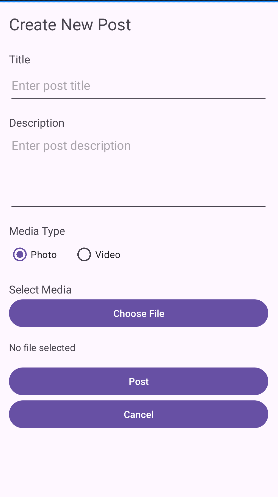 Create New Post
Title
Enter post title
Description
Enter post description
Media Type
Photo Video
Select Media
Choose File
No file selected
Post
Cancel